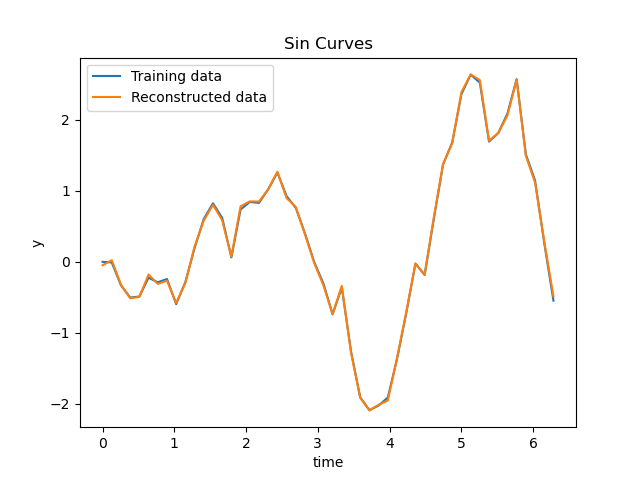 Sin Curves
Training data
Reconstructed data
y
2
1
0
−1
−2
0 1 2 3 4 5 6
time